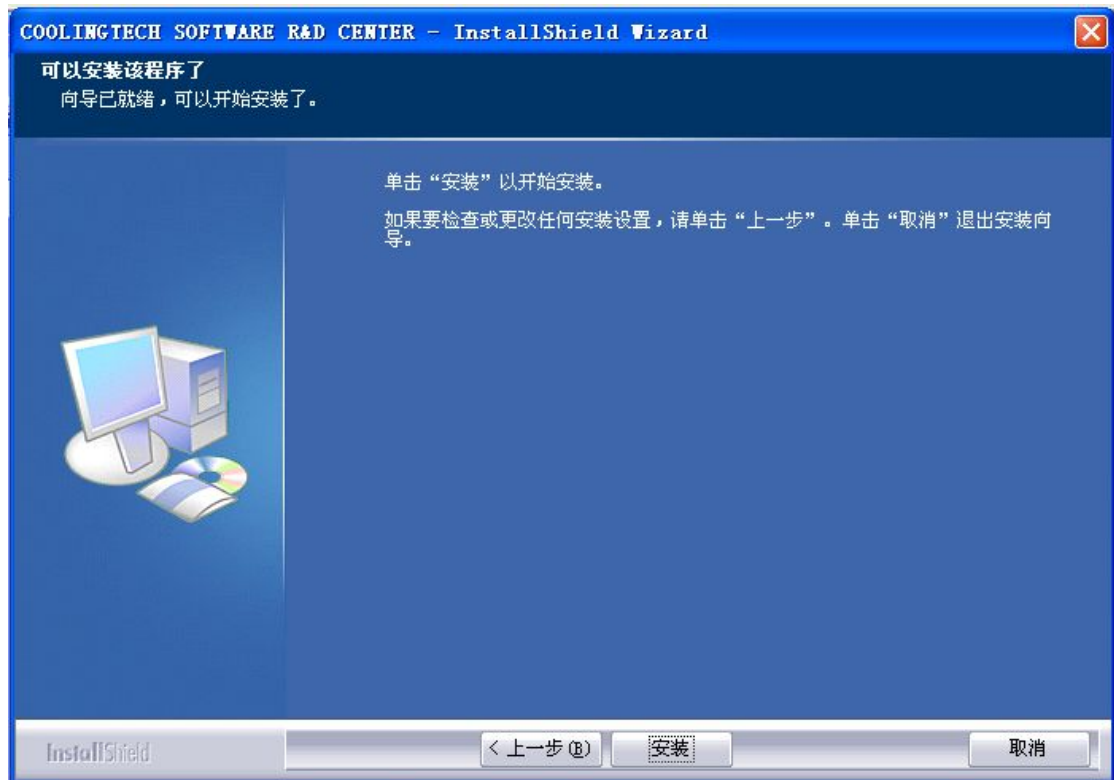 COOLINGTECH SOFTWARE R&D CENTER - InstallShield Wizard
可以安装该程序了
向导已就绪，可以开始安装了。
单击“安装”以开始安装。
如果要检查或更改任何安装设置，请单击“上一步”。单击“取消”退出安装向
导。
InstallShield
< 上一步(B)
安装
取消